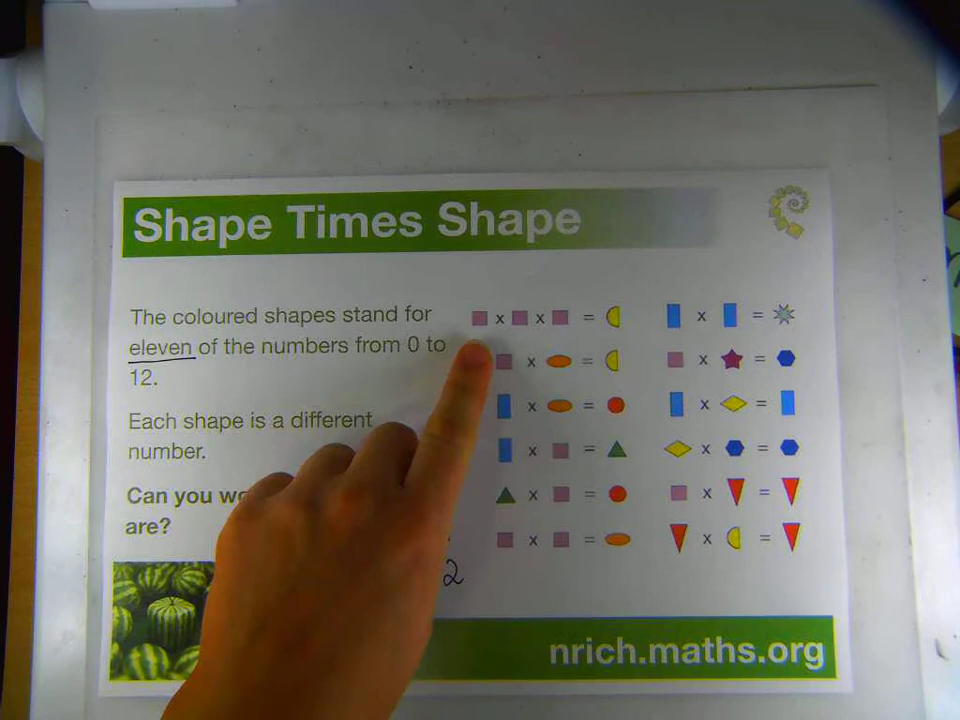 Shape Times Shape
The coloured shapes stand for
eleven of the numbers from 0 to
12.
Each shape is a different
number.
Can you
are?
x x =
x =
x =
x =
x =
x =
x =
x =
x =
x =
x =
x =
2
nrich.maths.org